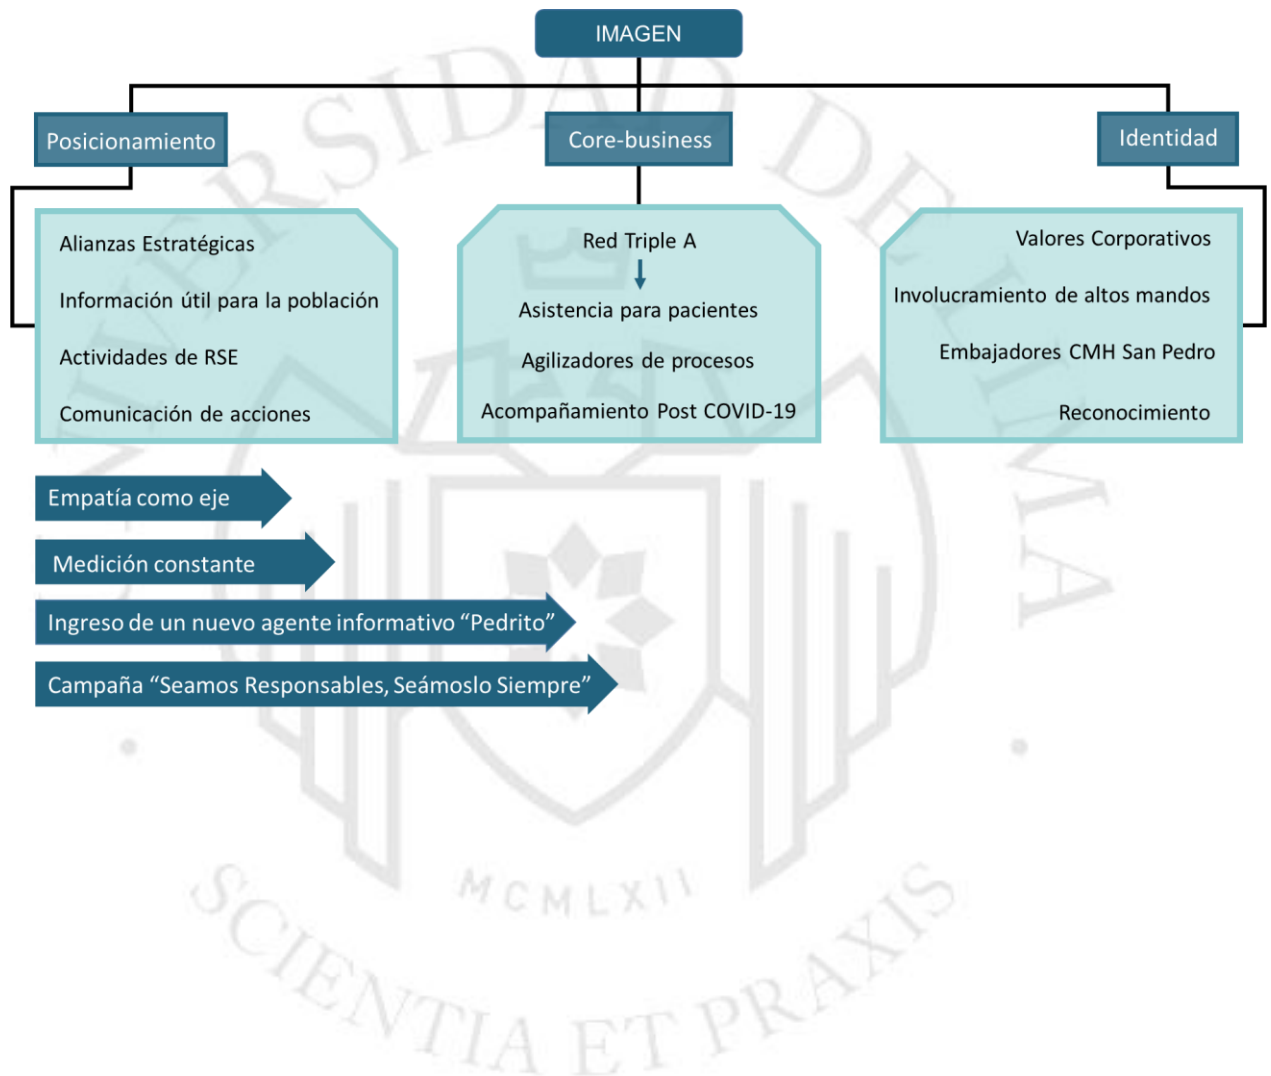 IMAGEN
Posicionamiento
Core-business
Identidad
Alianzas Estratégicas
Información útil para la población
Actividades de RSE
Comunicación de acciones
Red Triple A
Asistencia para pacientes
Agilizadores de procesos
Acompañamiento Post COVID-19
Valores Corporativos
Involucramiento de altos mandos
Embajadores CMH San Pedro
Reconocimiento
Empatía como eje
Medición constante
Ingreso de un nuevo agente informativo “Pedrito”
Campaña “Seamos Responsables, Seámoslo Siempre”
UNIVERSIDAD DE LIMA
MCMLXII
SCIENTIA ET PRAXIS